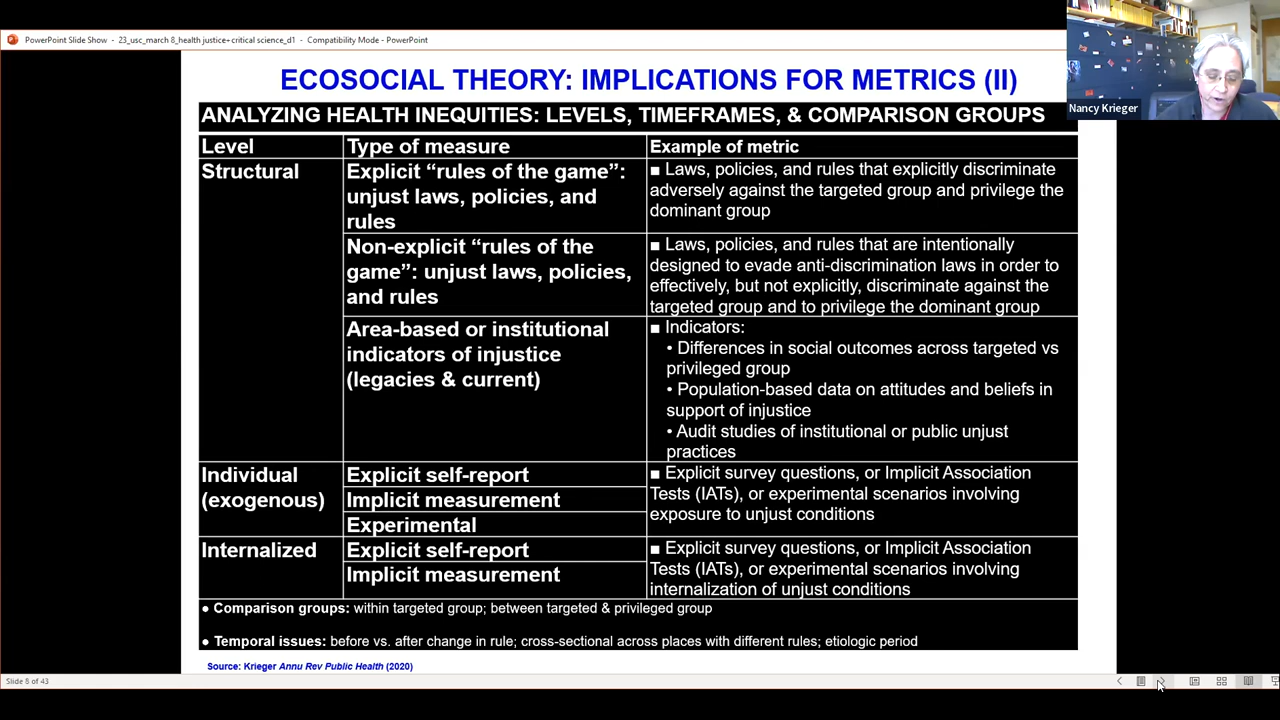 PowerPoint Slide Show - 23_usc_march 8_health justice+critical science_d1 - Compatibility Mode - PowerPoint
Nancy Krieger
ECOSOCIAL THEORY: IMPLICATIONS FOR METRICS (II)
ANALYZING HEALTH INEQUITIES: LEVELS, TIMEFRAMES, & COMPARISON GROUPS
Level
Type of measure
Example of metric
Structural
Explicit “rules of the game”:
unjust laws, policies, and
rules
■ Laws, policies, and rules that explicitly discriminate
adversely against the targeted group and privilege the
dominant group
Non-explicit “rules of the
game”: unjust laws, policies,
and rules
■ Laws, policies, and rules that are intentionally
designed to evade anti-discrimination laws in order to
effectively, but not explicitly, discriminate against the
targeted group and to privilege the dominant group
Area-based or institutional
indicators of injustice
(legacies & current)
■ Indicators:
• Differences in social outcomes across targeted vs
privileged group
• Population-based data on attitudes and beliefs in
support of injustice
• Audit studies of institutional or public unjust
practices
Individual
(exogenous)
Explicit self-report
Implicit measurement
Experimental
■ Explicit survey questions, or Implicit Association
Tests (IATs), or experimental scenarios involving
exposure to unjust conditions
Internalized
Explicit self-report
Implicit measurement
■ Explicit survey questions, or Implicit Association
Tests (IATs), or experimental scenarios involving
internalization of unjust conditions
● Comparison groups: within targeted group; between targeted & privileged group
● Temporal issues: before vs. after change in rule; cross-sectional across places with different rules; etiologic period
Source: Krieger Annu Rev Public Health (2020)
Slide 8 of 43